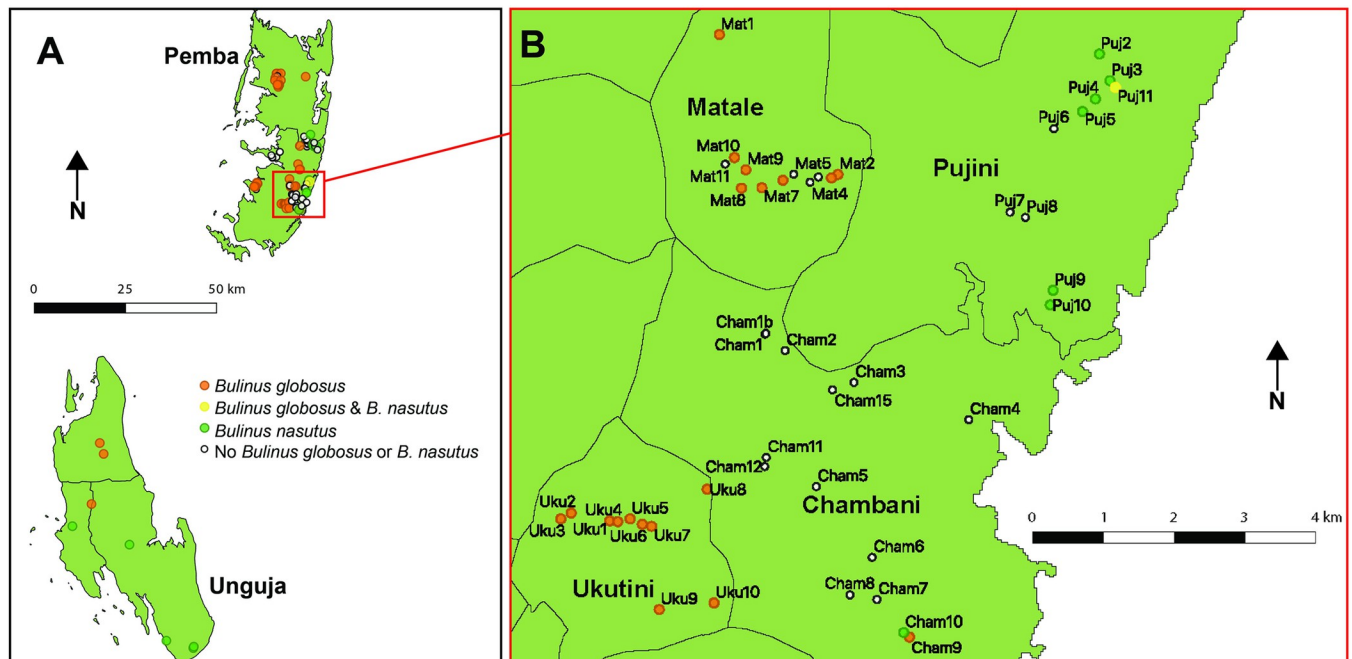 A
Pemba
N
0 25 50 km
Bulinus globosus
Bulinus globosus & B. nasutus
Bulinus nasutus
No Bulinus globosus or B. nasutus
Unguja
B
Mat1
Matale
Mat10
Mat9
Mat5
Mat2
Mat11
Mat8
Mat7
Mat4
Puj2
Puj3
Puj4
Puj11
Puj5
Puj6
Pujini
Puj7
Puj8
Puj9
Puj10
N
Cham1b
Cham1
Cham2
Cham3
Cham15
Cham4
Cham11
Cham12
Cham5
Chambani
Uku8
Uku2
Uku4
Uku5
Uku3
Uku1
Uku6
Uku7
0 1 2 3 4 km
Cham6
Cham8
Cham7
Ukutini
Uku9
Uku10
Cham10
Cham9